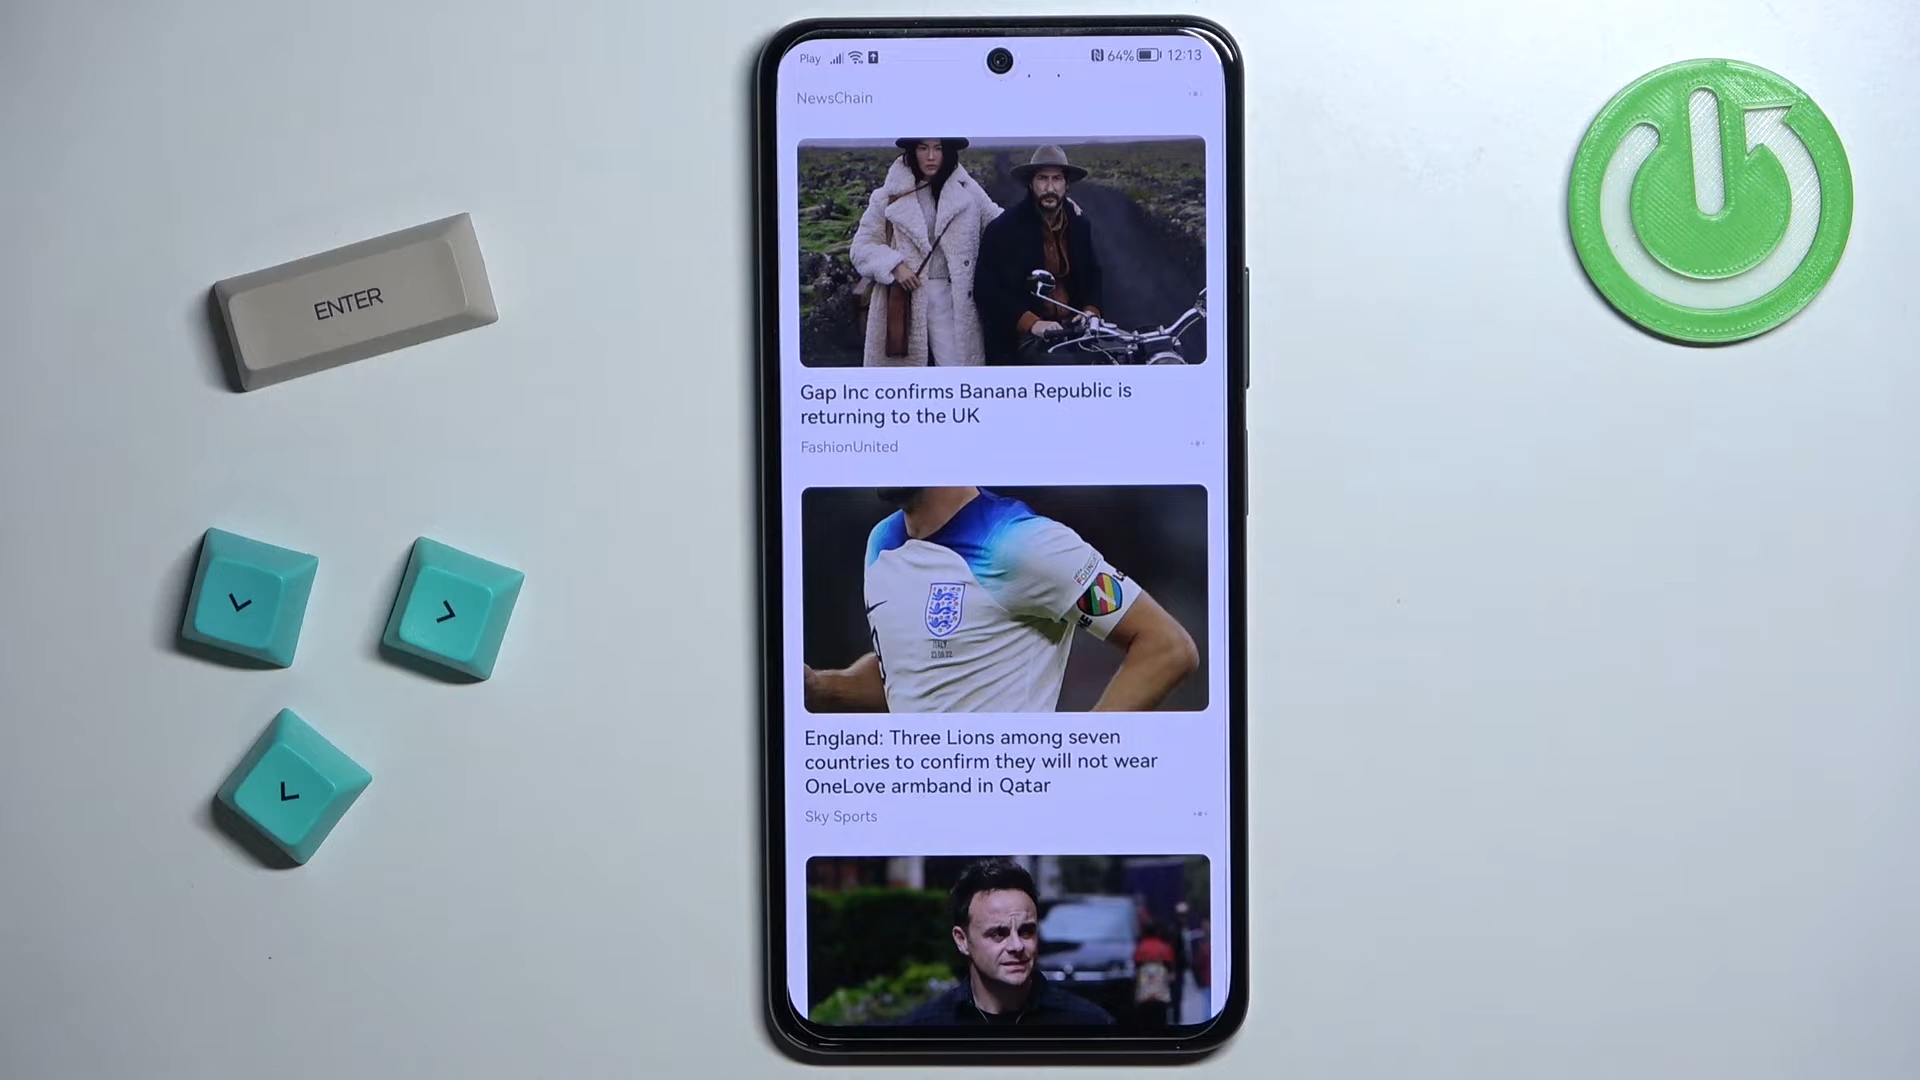 Play 64% 12:13
NewsChain
ENTER
Gap Inc confirms Banana Republic is
returning to the UK
FashionUnited
ITALY
England: Three Lions among seven
countries to confirm they will not wear
OneLove armband in Qatar
Sky Sports